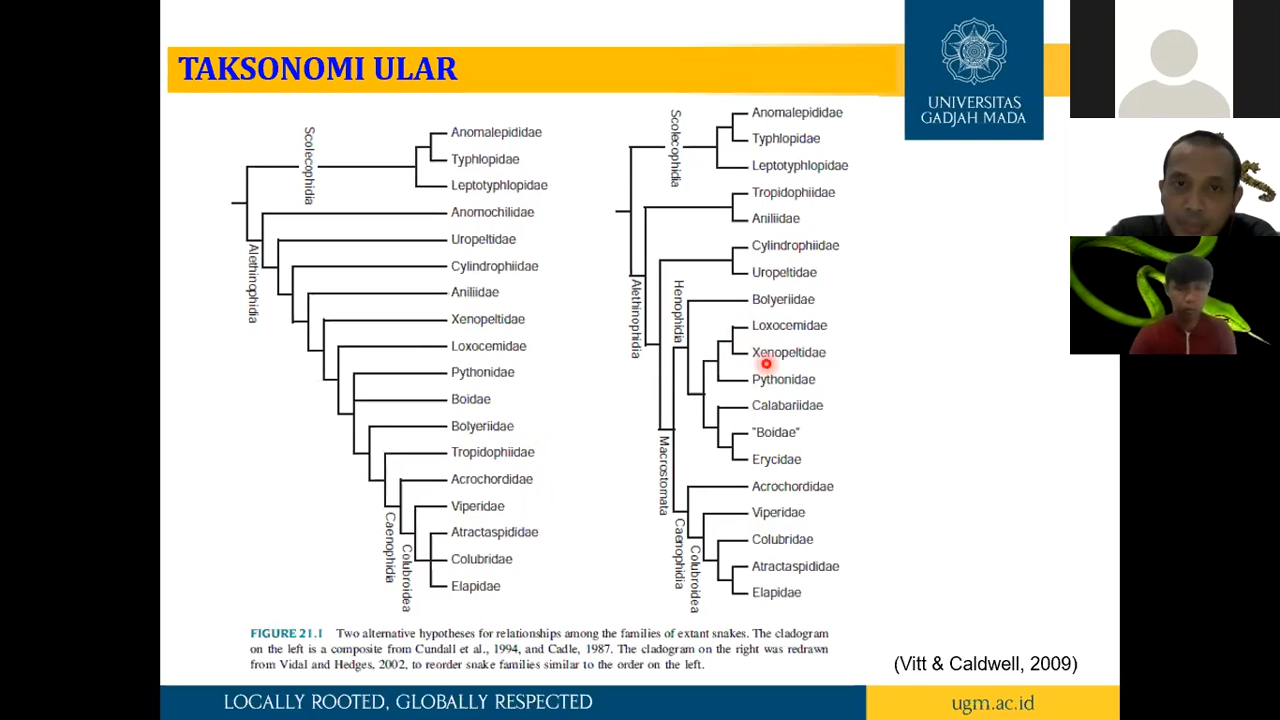 TAKSONOMI ULAR
UNIVERSITAS
GADJAH MADA
Scolecophidia
Alethinophidia
Caenophidia
Colubroidea
Anomalepididae
Typhlopidae
Leptotyphlopidae
Anomochilidae
Uropeltidae
Cylindrophiidae
Aniliidae
Xenopeltidae
Loxocemidae
Pythonidae
Boidae
Bolyeriidae
Tropidophiidae
Acrochordidae
Viperidae
Atractaspididae
Colubridae
Elapidae
Scolecophidia
Alethinophidia
Henophidia
Macrostomata
Caenophidia
Colubroidea
Anomalepididae
Typhlopidae
Leptotyphlopidae
Tropidophiidae
Aniliidae
Cylindrophiidae
Uropeltidae
Bolyeriidae
Loxocemidae
Xenopeltidae
Pythonidae
Calabariidae
"Boidae"
Erycidae
Acrochordidae
Viperidae
Colubridae
Atractaspididae
Elapidae
FIGURE 21.1 Two alternative hypotheses for relationships among the families of extant snakes. The cladogram
on the left is a composite from Cundall et al., 1994, and Cadle, 1987. The cladogram on the right was redrawn
from Vidal and Hedges, 2002, to reorder snake families similar to the order on the left.
(Vitt & Caldwell, 2009)
LOCALLY ROOTED, GLOBALLY RESPECTED
ugm.ac.id